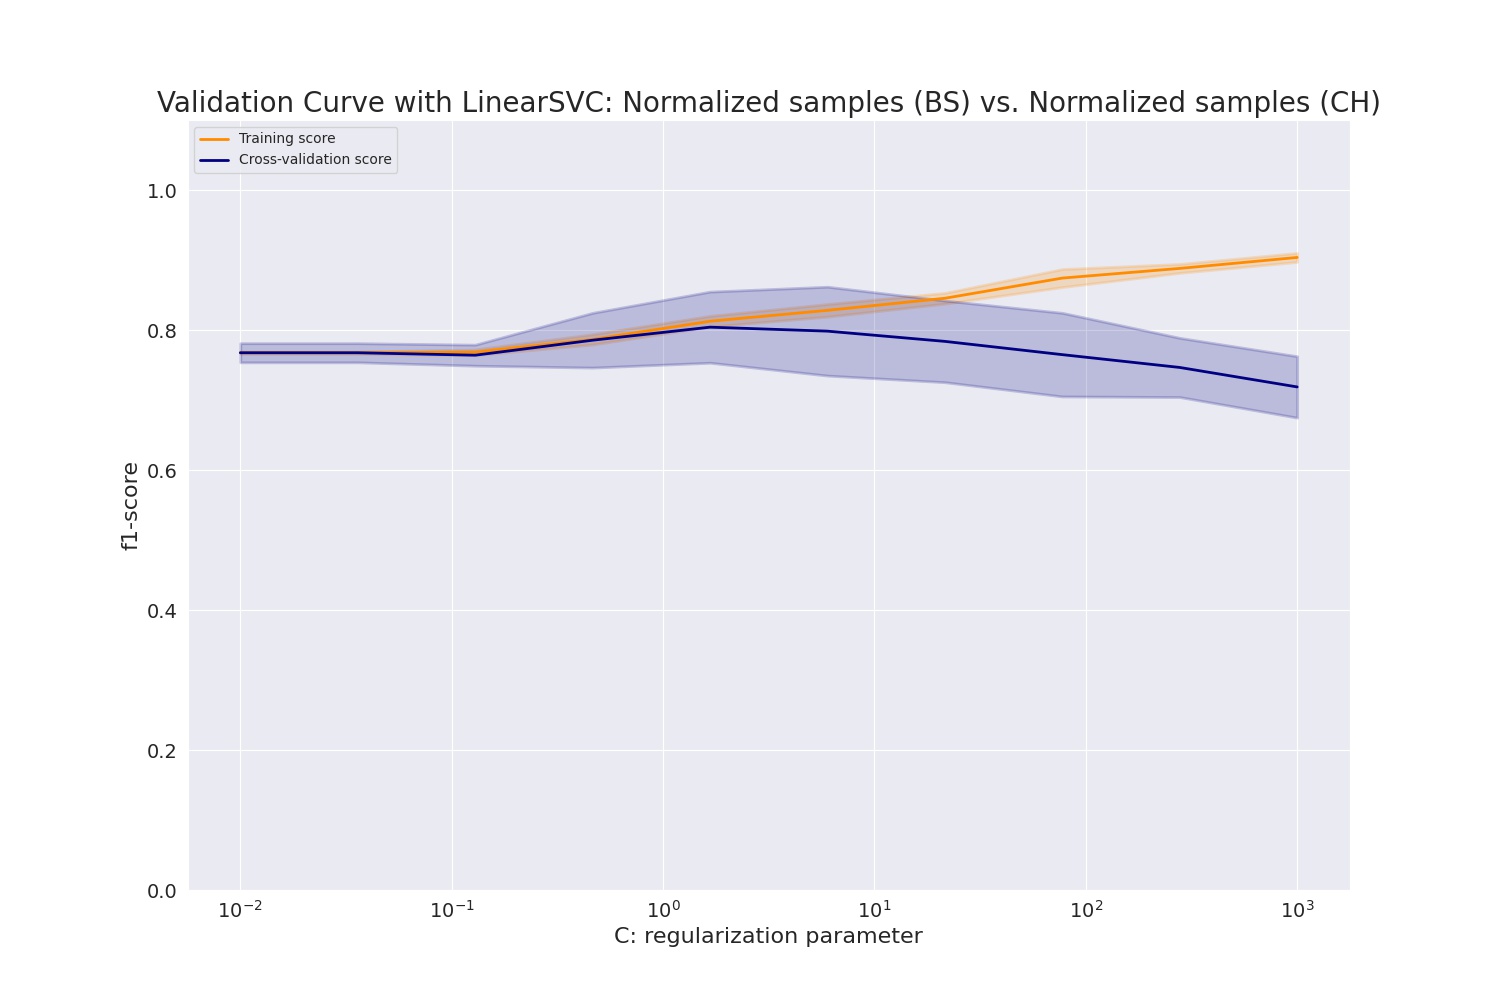 Validation Curve with LinearSVC: Normalized samples (BS) vs. Normalized samples (CH)
Training score
Cross-validation score
1.0
0.8
0.6
0.4
0.2
0.0
f1-score
10⁻² 10⁻¹ 10⁰ 10¹ 10² 10³
C: regularization parameter